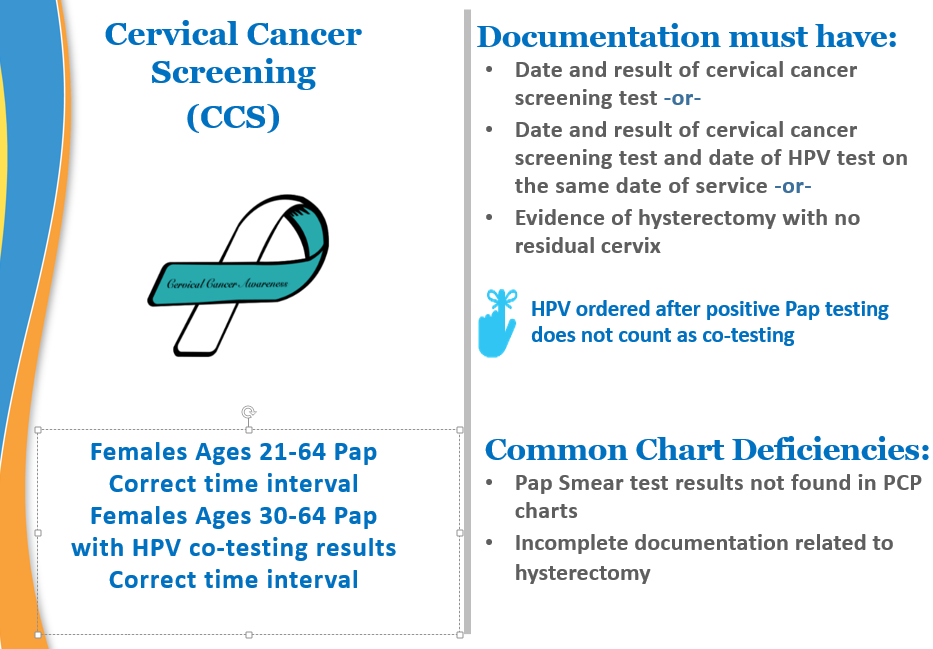 Cervical Cancer
Screening
(CCS)
Cervical Cancer Awareness
Females Ages 21-64 Pap
Correct time interval
Females Ages 30-64 Pap
with HPV co-testing results
Correct time interval
Documentation must have:
• Date and result of cervical cancer
screening test -or-
• Date and result of cervical cancer
screening test and date of HPV test on
the same date of service -or-
• Evidence of hysterectomy with no
residual cervix
HPV ordered after positive Pap testing
does not count as co-testing
Common Chart Deficiencies:
• Pap Smear test results not found in PCP
charts
• Incomplete documentation related to
hysterectomy